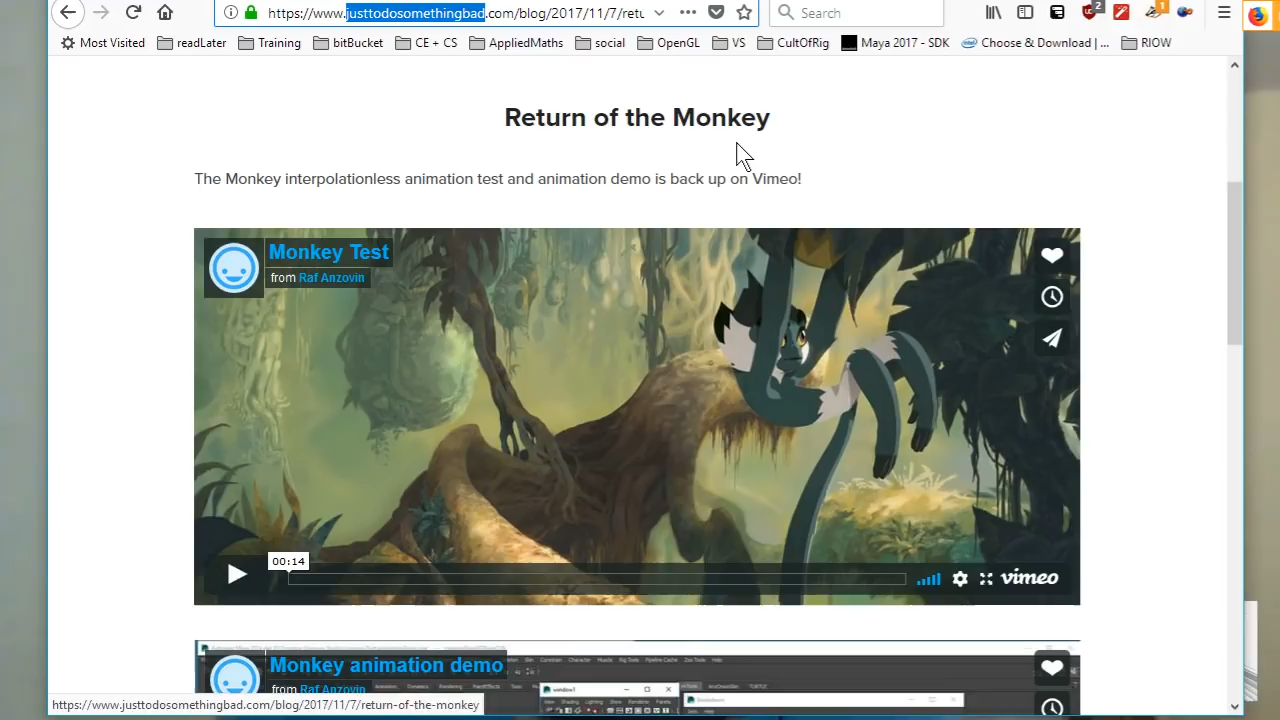 https://www.justtodosomethingbad.com/blog/2017/11/7/retu
Search
2
1
Most Visited readLater Training bitBucket CE + CS AppliedMaths social OpenGL VS CultOfRig Maya 2017 - SDK Choose & Download | ... RIOW
Return of the Monkey
The Monkey interpolationless animation test and animation demo is back up on Vimeo!
Monkey Test
from Raf Anzovin
00:14
vimeo
Monkey animation demo
from Raf Anzovin
window1
https://www.justtodosomethingbad.com/blog/2017/11/7/return-of-the-monkey